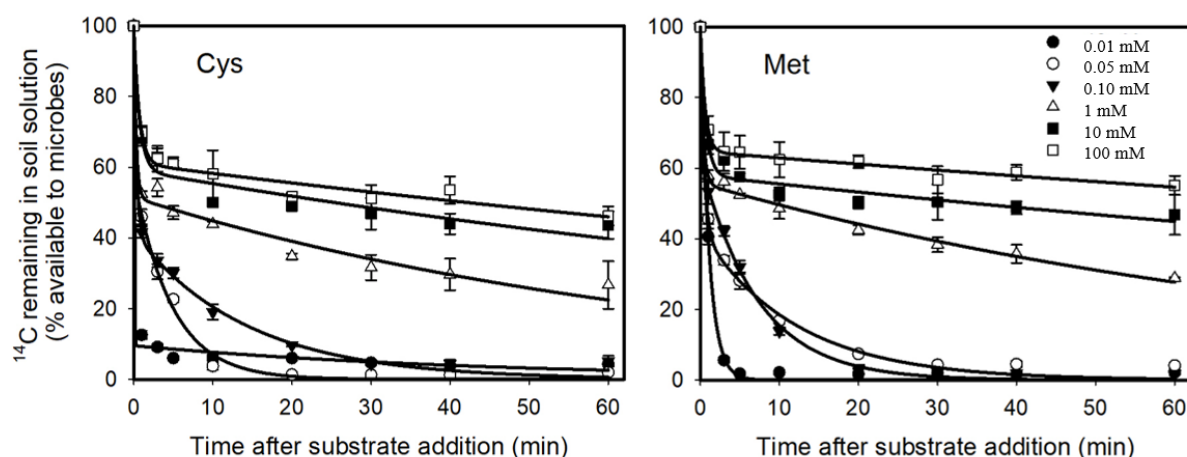 ¹⁴C remaining in soil solution
(% available to microbes)
100
80
60
40
20
0
Cys
0 10 20 30 40 50 60
Time after substrate addition (min)
100
80
60
40
20
0
Met
0.01 mM
0.05 mM
0.10 mM
1 mM
10 mM
100 mM
0 10 20 30 40 50 60
Time after substrate addition (min)